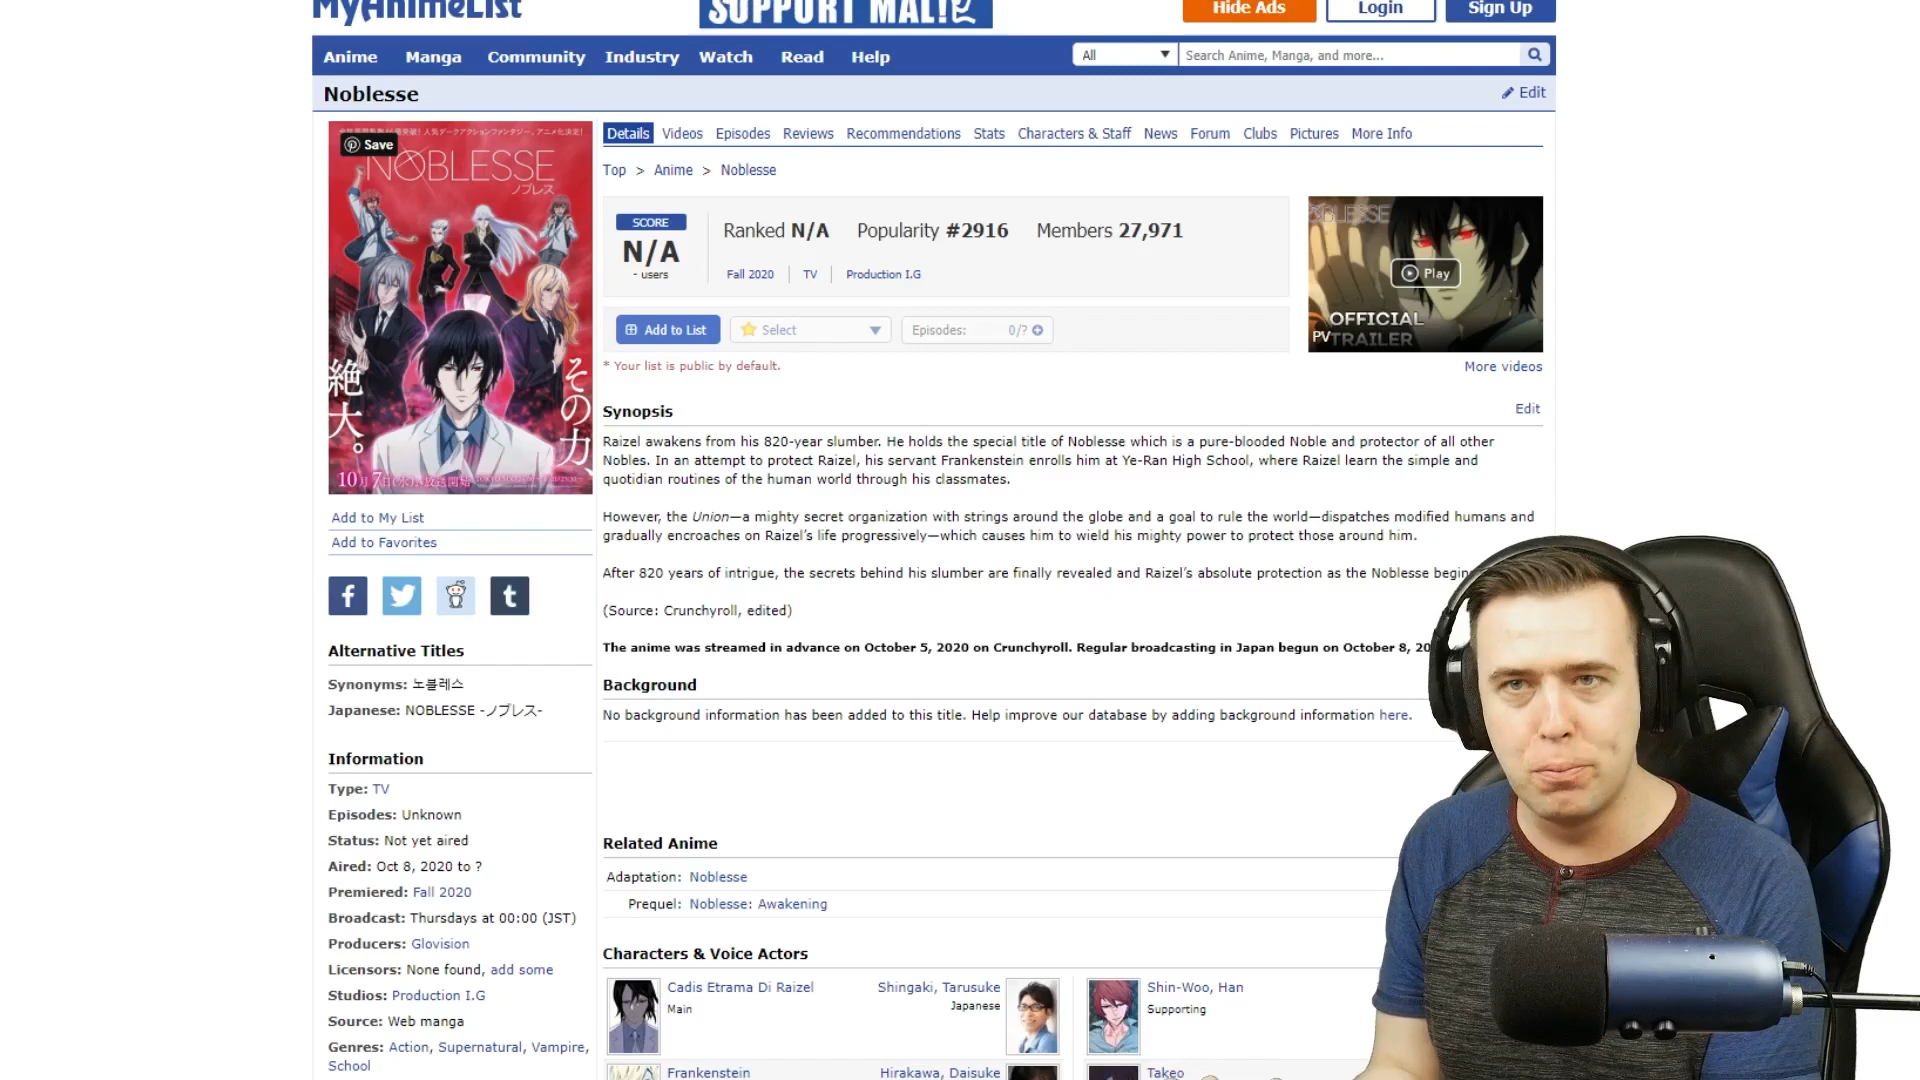 MyAnimeList
SUPPORT MAL!
Hide Ads
Login
Sign Up
Anime
Manga
Community
Industry
Watch
Read
Help
All
Search Anime, Manga, and more...
Noblesse
Edit
Save
NOBLESSE
ノブレス
絶大。
その力、
Details
Videos
Episodes
Reviews
Recommendations
Stats
Characters & Staff
News
Forum
Clubs
Pictures
More Info
Top > Anime > Noblesse
SCORE
N/A
- users
Ranked N/A
Popularity #2916
Members 27,971
Fall 2020
TV
Production I.G
Add to List
Select
Episodes: 0/?
* Your list is public by default.
Play
OFFICIAL
PV TRAILER
More videos
Synopsis
Edit
Raizel awakens from his 820-year slumber. He holds the special title of Noblesse which is a pure-blooded Noble and protector of all other
Nobles. In an attempt to protect Raizel, his servant Frankenstein enrolls him at Ye-Ran High School, where Raizel learn the simple and
quotidian routines of the human world through his classmates.
However, the Union—a mighty secret organization with strings around the globe and a goal to rule the world—dispatches modified humans and
gradually encroaches on Raizel's life progressively—which causes him to wield his mighty power to protect those around him.
After 820 years of intrigue, the secrets behind his slumber are finally revealed and Raizel's absolute protection as the Noblesse begin
(Source: Crunchyroll, edited)
The anime was streamed in advance on October 5, 2020 on Crunchyroll. Regular broadcasting in Japan begun on October 8, 20
Background
No background information has been added to this title. Help improve our database by adding background information here.
Related Anime
Adaptation: Noblesse
Prequel: Noblesse: Awakening
Characters & Voice Actors
Cadis Etrama Di Raizel
Main
Shingaki, Tarusuke
Japanese
Shin-Woo, Han
Supporting
Frankenstein
Hirakawa, Daisuke
Takeo
Add to My List
Add to Favorites
Alternative Titles
Synonyms: 노블레스
Japanese: NOBLESSE -ノブレス-
Information
Type: TV
Episodes: Unknown
Status: Not yet aired
Aired: Oct 8, 2020 to ?
Premiered: Fall 2020
Broadcast: Thursdays at 00:00 (JST)
Producers: Glovision
Licensors: None found, add some
Studios: Production I.G
Source: Web manga
Genres: Action, Supernatural, Vampire,
School